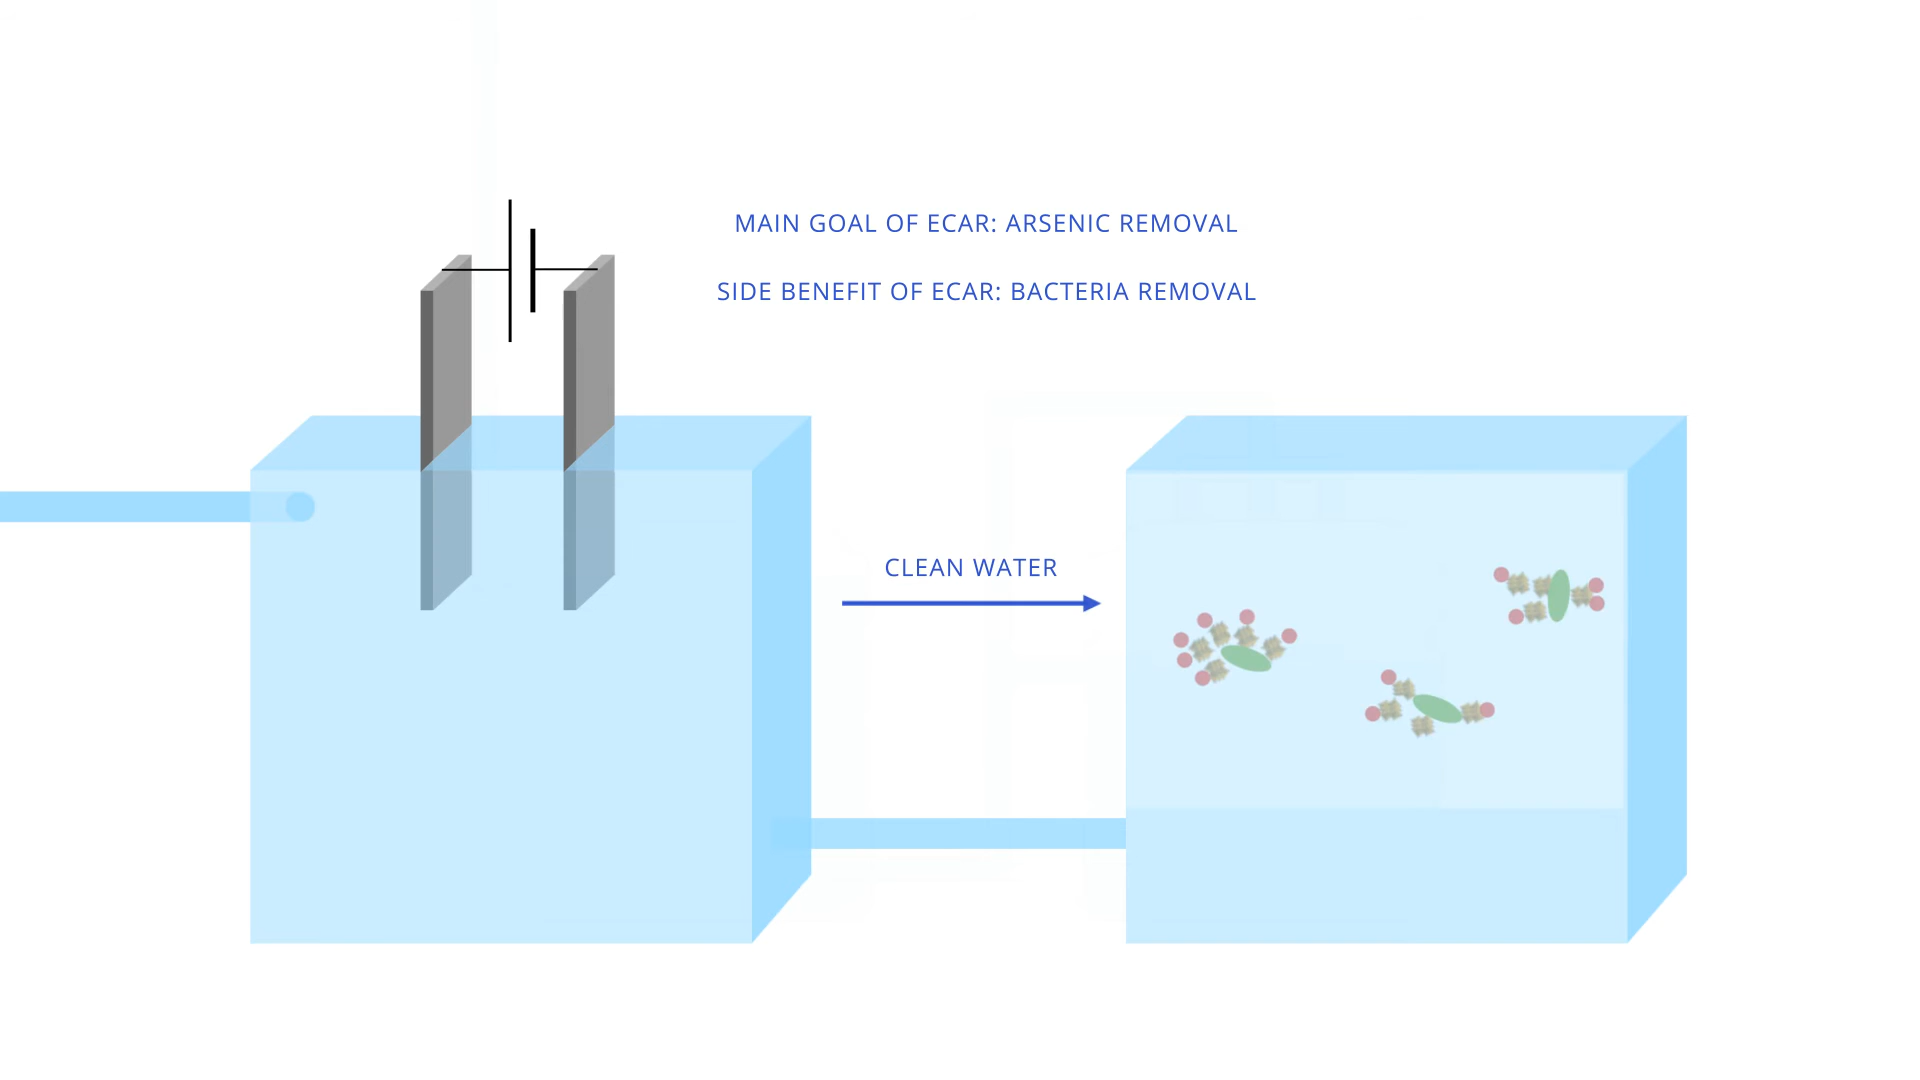 MAIN GOAL OF ECAR: ARSENIC REMOVAL
SIDE BENEFIT OF ECAR: BACTERIA REMOVAL
CLEAN WATER